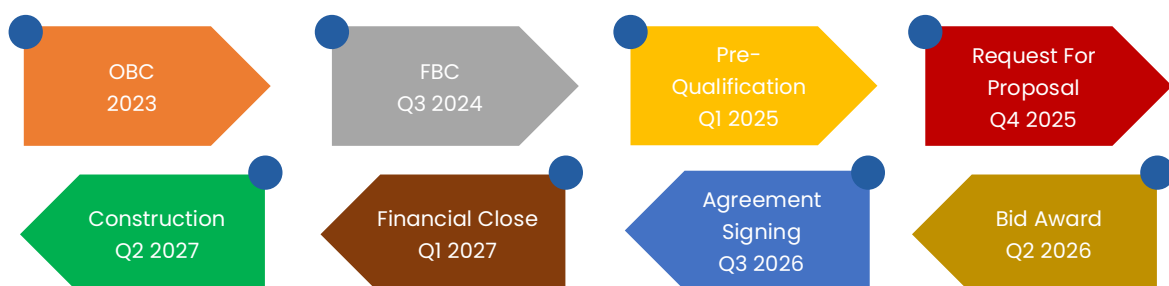 OBC
2023
FBC
Q3 2024
Pre-
Qualification
Q1 2025
Request For
Proposal
Q4 2025
Construction
Q2 2027
Financial Close
Q1 2027
Agreement
Signing
Q3 2026
Bid Award
Q2 2026